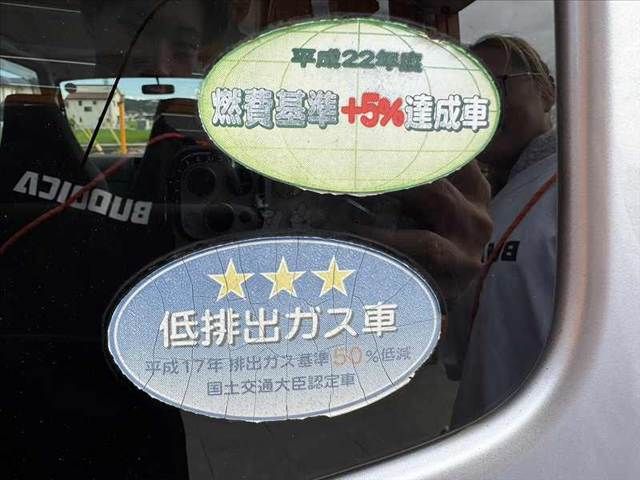 平成22年度
燃費基準+5%達成車
BUDDICA
BUD
★★★
低排出ガス車
平成17年 排出ガス基準50%低減
国土交通大臣認定車